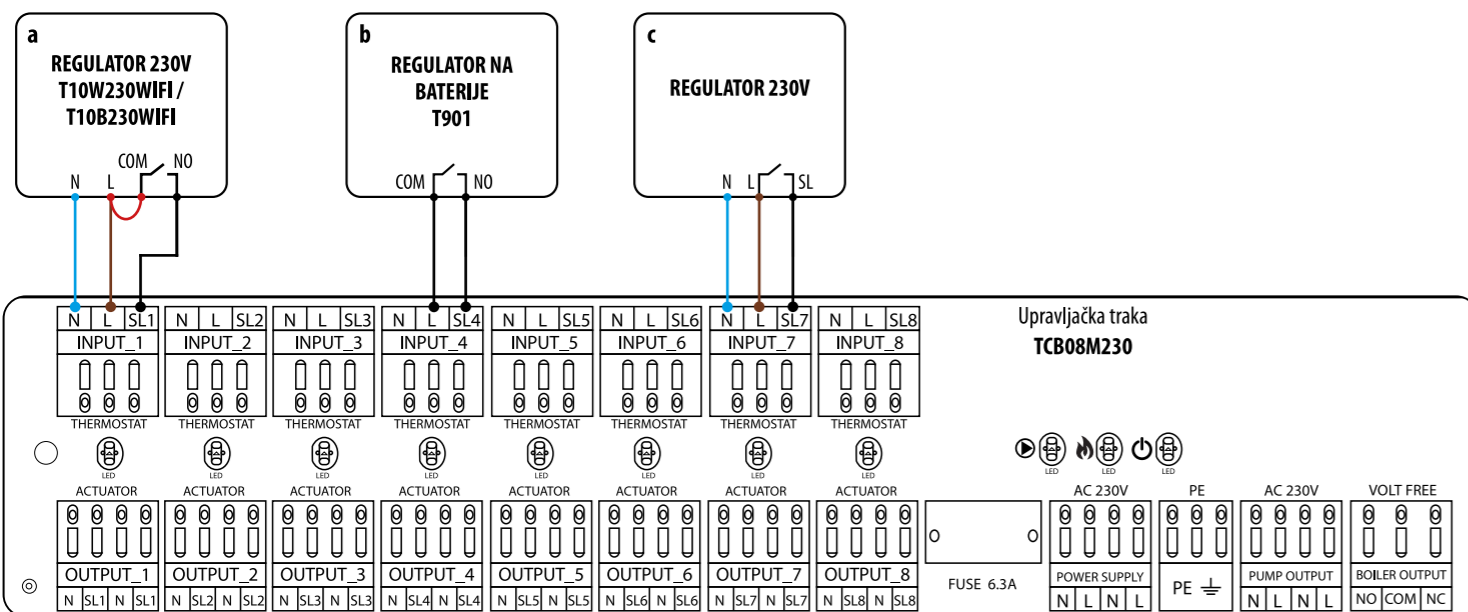 a
REGULATOR 230V
T10W230WIFI /
T10B230WIFI
COM NO
N L
b
REGULATOR NA
BATERIJE
T901
COM NO
c
REGULATOR 230V
N L SL
N L SL1 N L SL2 N L SL3 N L SL4 N L SL5 N L SL6 N L SL7 N L SL8
INPUT_1 INPUT_2 INPUT_3 INPUT_4 INPUT_5 INPUT_6 INPUT_7 INPUT_8
Upravljačka traka
TCB08M230
THERMOSTAT THERMOSTAT THERMOSTAT THERMOSTAT THERMOSTAT THERMOSTAT THERMOSTAT THERMOSTAT
LED LED LED LED LED LED LED LED LED LED LED
ACTUATOR ACTUATOR ACTUATOR ACTUATOR ACTUATOR ACTUATOR ACTUATOR ACTUATOR AC 230V PE AC 230V VOLT FREE
OUTPUT_1 OUTPUT_2 OUTPUT_3 OUTPUT_4 OUTPUT_5 OUTPUT_6 OUTPUT_7 OUTPUT_8 FUSE 6.3A POWER SUPPLY PE PUMP OUTPUT BOILER OUTPUT
N SL1 N SL1 N SL2 N SL2 N SL3 N SL3 N SL4 N SL4 N SL5 N SL5 N SL6 N SL6 N SL7 N SL7 N SL8 N SL8 N L N L N L N L NO COM NC